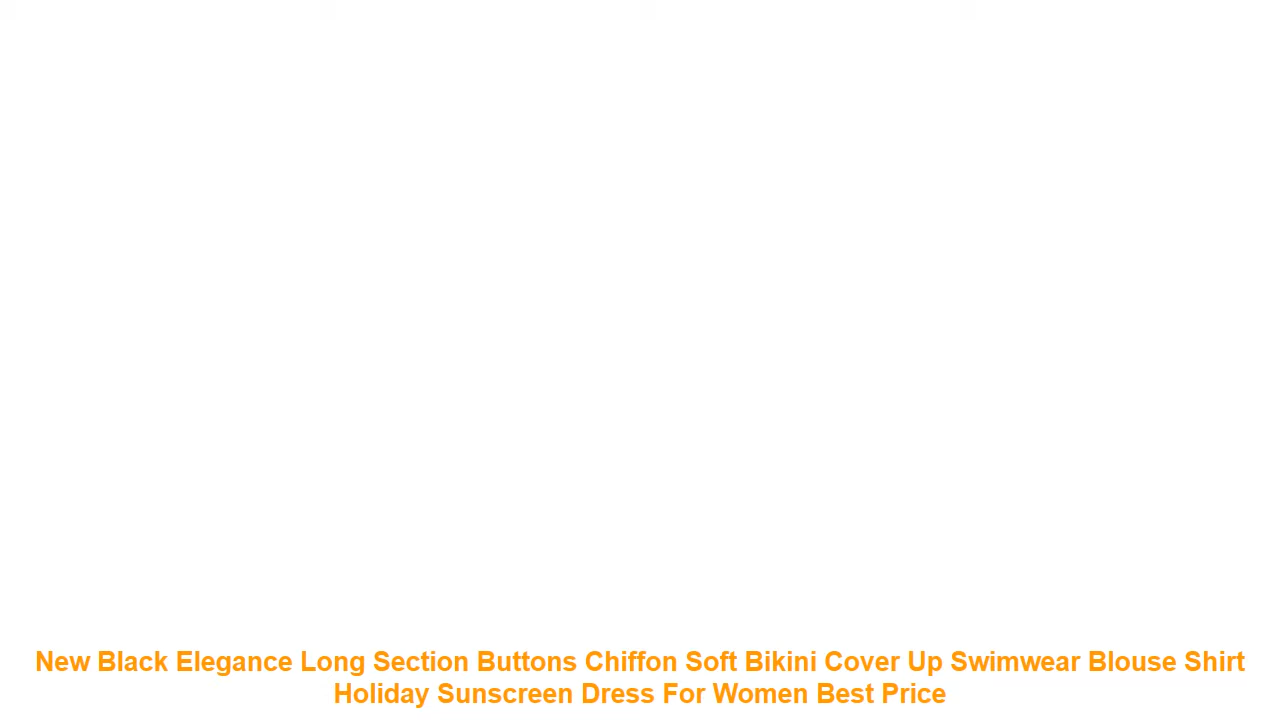 New Black Elegance Long Section Buttons Chiffon Soft Bikini Cover Up Swimwear Blouse Shirt
Holiday Sunscreen Dress For Women Best Price